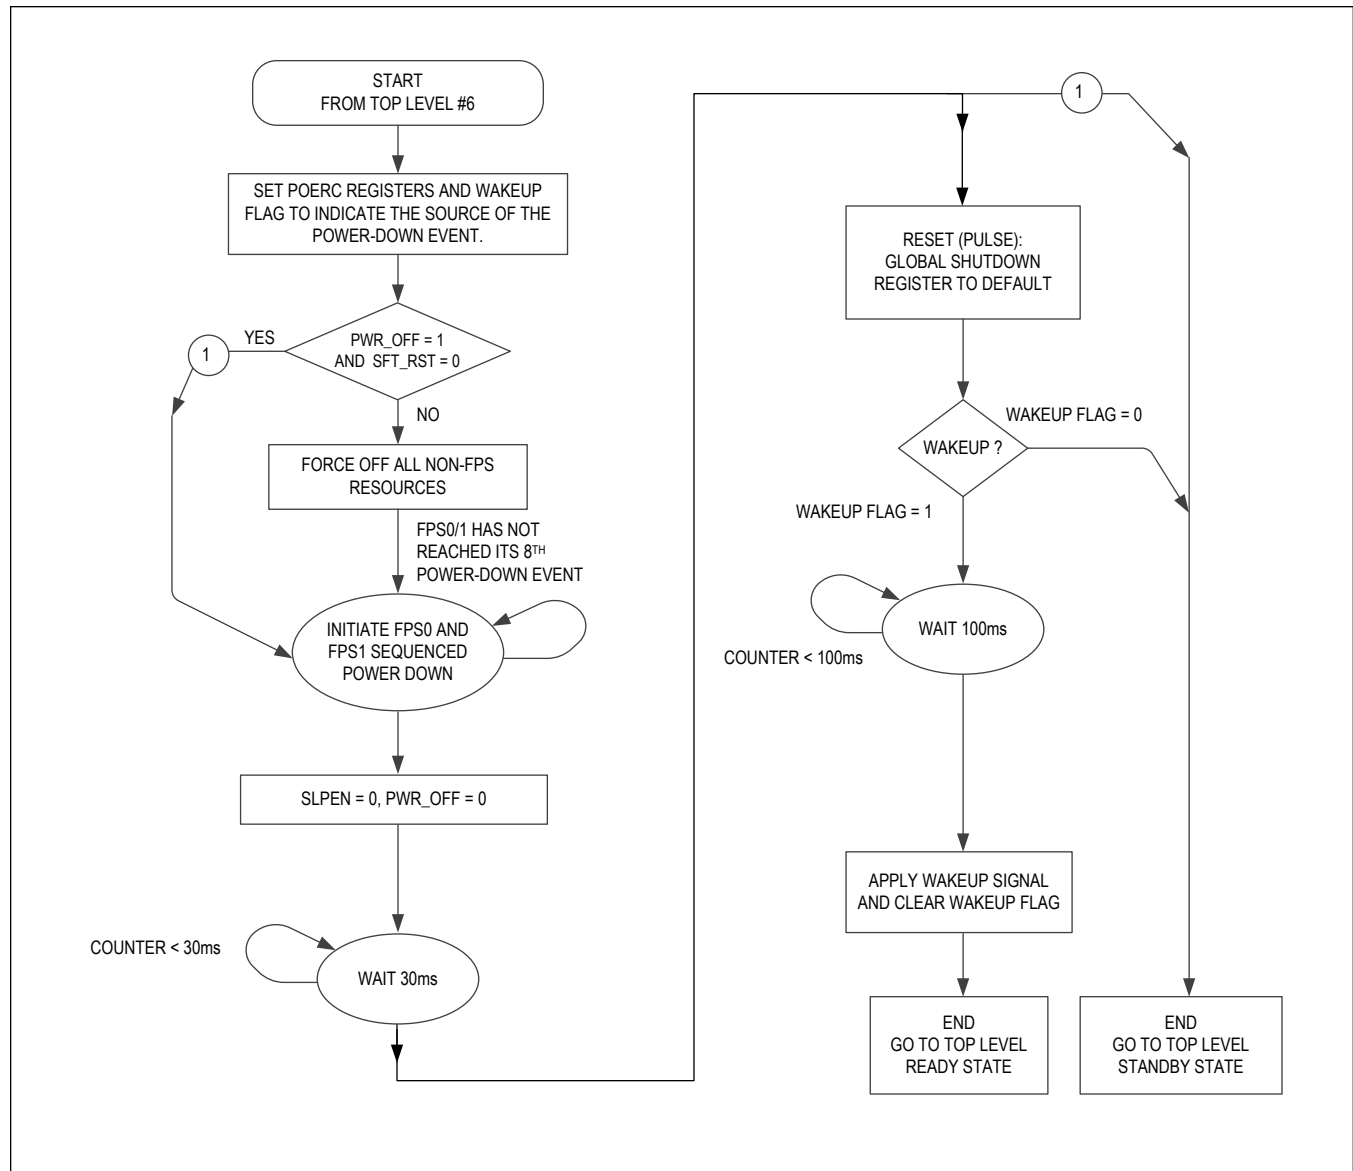 START
FROM TOP LEVEL #6
SET POERC REGISTERS AND WAKEUP
FLAG TO INDICATE THE SOURCE OF THE
POWER-DOWN EVENT.
YES
1
PWR_OFF = 1
AND SFT_RST = 0
NO
FORCE OFF ALL NON-FPS
RESOURCES
FPS0/1 HAS NOT
REACHED ITS 8TH
POWER-DOWN EVENT
INITIATE FPS0 AND
FPS1 SEQUENCED
POWER DOWN
SLPEN = 0, PWR_OFF = 0
COUNTER < 30ms
WAIT 30ms
1
RESET (PULSE):
GLOBAL SHUTDOWN
REGISTER TO DEFAULT
WAKEUP FLAG = 0
WAKEUP ?
WAKEUP FLAG = 1
WAIT 100ms
COUNTER < 100ms
APPLY WAKEUP SIGNAL
AND CLEAR WAKEUP FLAG
END
GO TO TOP LEVEL
READY STATE
END
GO TO TOP LEVEL
STANDBY STATE